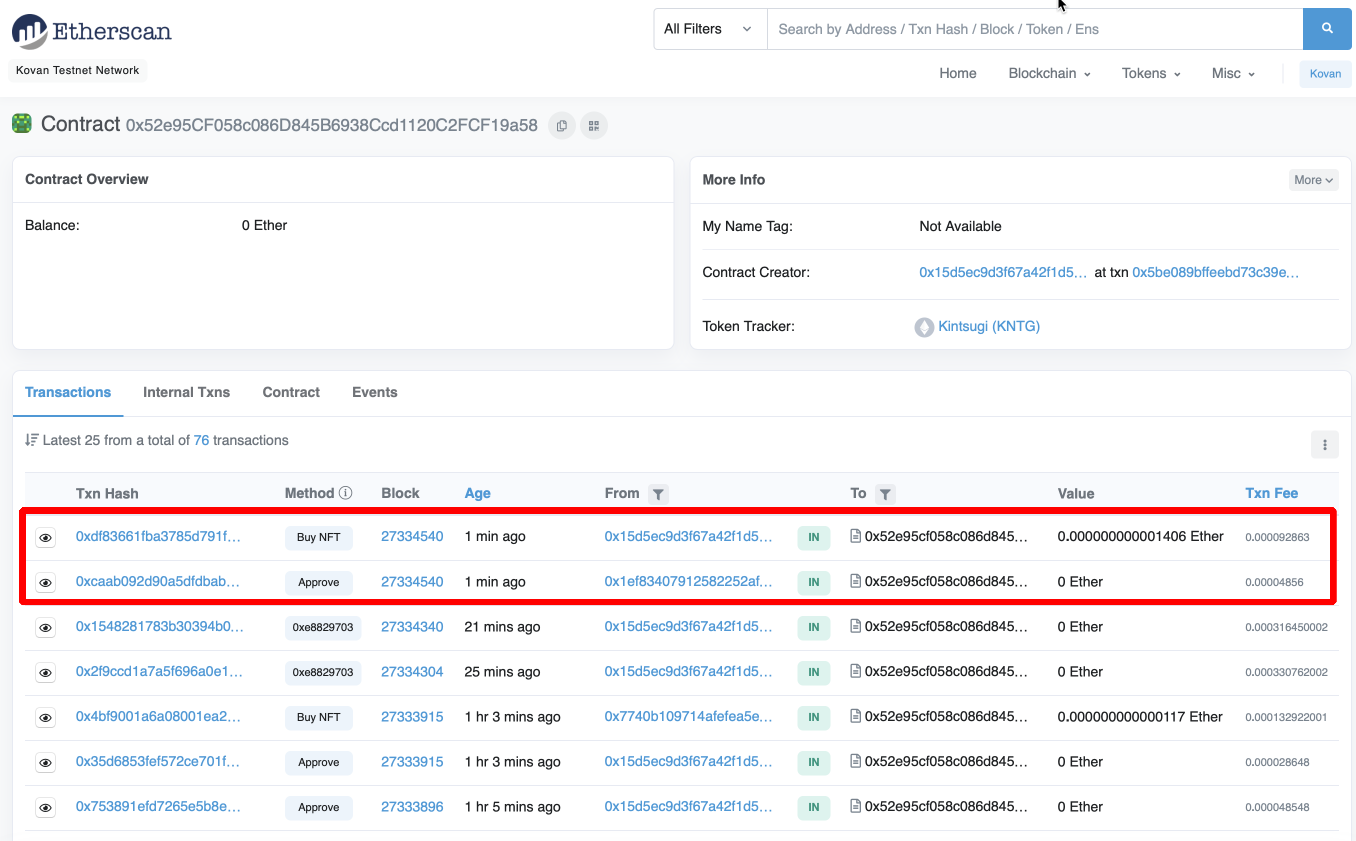 Etherscan
All Filters
Search by Address / Txn Hash / Block / Token / Ens
Kovan Testnet Network
Home Blockchain Tokens Misc Kovan
Contract 0x52e95CF058c086D845B6938Ccd1120C2FCF19a58
Contract Overview
Balance: 0 Ether
More Info More
My Name Tag: Not Available
Contract Creator: 0x15d5ec9d3f67a42f1d5... at txn 0x5be089bffeebd73c39e...
Token Tracker: Kintsugi (KNTG)
Transactions Internal Txns Contract Events
Latest 25 from a total of 76 transactions
Txn Hash Method Block Age From To Value Txn Fee
0xdf83661fba3785d791f... Buy NFT 27334540 1 min ago 0x15d5ec9d3f67a42f1d5... IN 0x52e95cf058c086d845... 0.000000000001406 Ether 0.000092863
0xcaab092d90a5dfdbab... Approve 27334540 1 min ago 0x1ef83407912582252af... IN 0x52e95cf058c086d845... 0 Ether 0.00004856
0x1548281783b30394b0... 0xe8829703 27334340 21 mins ago 0x15d5ec9d3f67a42f1d5... IN 0x52e95cf058c086d845... 0 Ether 0.000316450002
0x2f9ccd1a7a5f696a0e1... 0xe8829703 27334304 25 mins ago 0x15d5ec9d3f67a42f1d5... IN 0x52e95cf058c086d845... 0 Ether 0.000330762002
0x4bf9001a6a08001ea2... Buy NFT 27333915 1 hr 3 mins ago 0x7740b109714afefea5e... IN 0x52e95cf058c086d845... 0.000000000000117 Ether 0.000132922001
0x35d6853fef572ce701f... Approve 27333915 1 hr 3 mins ago 0x15d5ec9d3f67a42f1d5... IN 0x52e95cf058c086d845... 0 Ether 0.000028648
0x753891efd7265e5b8e... Approve 27333896 1 hr 5 mins ago 0x15d5ec9d3f67a42f1d5... IN 0x52e95cf058c086d845... 0 Ether 0.000048548